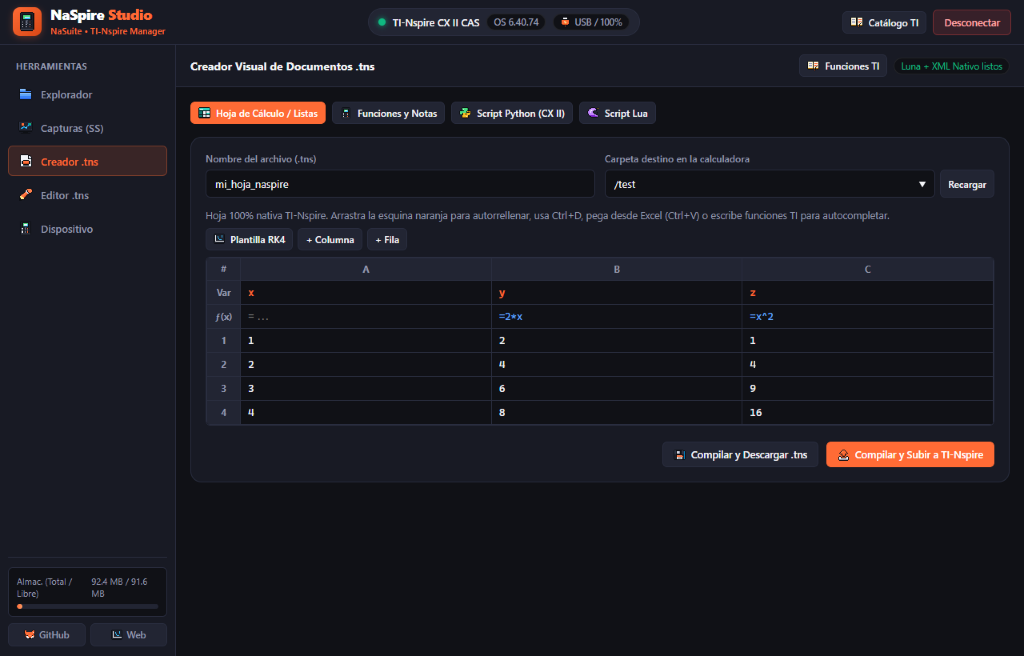 NaSpire Studio
NaSuite • TI-Nspire Manager
TI-Nspire CX II CAS OS 6.40.74 USB / 100%
Catálogo TI Desconectar
HERRAMIENTAS
Explorador
Capturas (SS)
Creador .tns
Editor .tns
Dispositivo
Creador Visual de Documentos .tns
Funciones TI Luna + XML Nativo listos
Hoja de Cálculo / Listas Funciones y Notas Script Python (CX II) Script Lua
Nombre del archivo (.tns) Carpeta destino en la calculadora
mi_hoja_naspire /test ▼ Recargar
Hoja 100% nativa TI-Nspire. Arrastra la esquina naranja para autorrellenar, usa Ctrl+D, pega desde Excel (Ctrl+V) o escribe funciones TI para autocompletar.
Plantilla RK4 + Columna + Fila
# A B C
Var x y z
ƒ(x) = ... =2*x =x^2
1 1 2 1
2 2 4 4
3 3 6 9
4 4 8 16
Compilar y Descargar .tns Compilar y Subir a TI-Nspire
Almac. (Total / Libre) 92.4 MB / 91.6 MB
GitHub Web